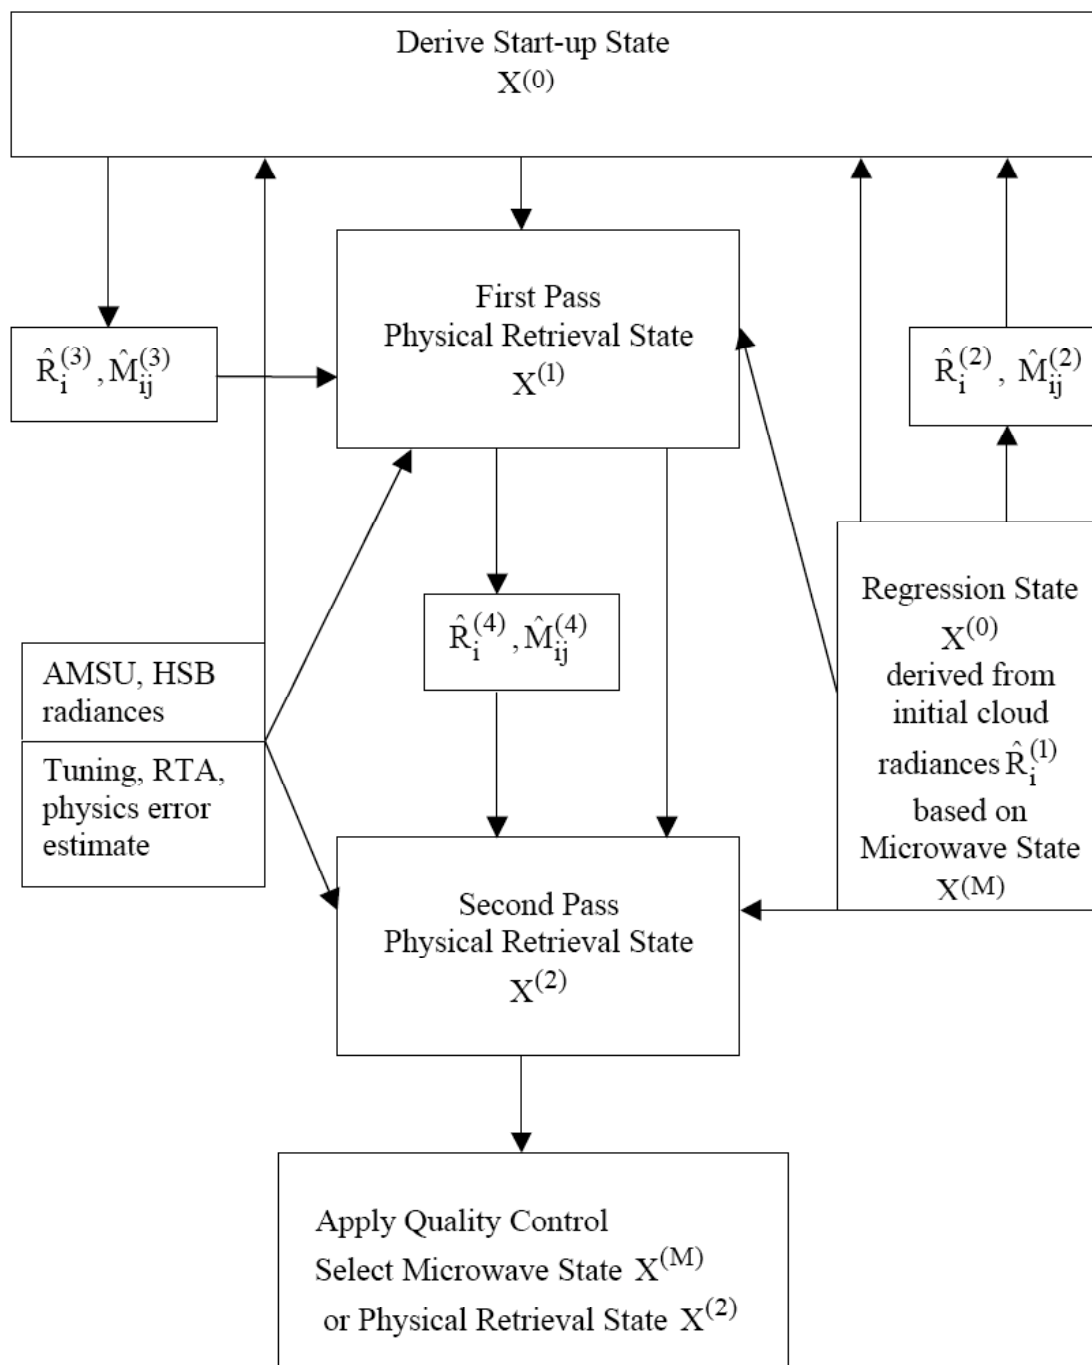 Derive Start-up State
X⁽⁰⁾
First Pass
Physical Retrieval State
X⁽¹⁾
R̂ᵢ⁽³⁾, M̂ᵢⱼ⁽³⁾
R̂ᵢ⁽²⁾, M̂ᵢⱼ⁽²⁾
R̂ᵢ⁽⁴⁾, M̂ᵢⱼ⁽⁴⁾
AMSU, HSB
radiances
Tuning, RTA,
physics error
estimate
Regression State
X⁽⁰⁾
derived from
initial cloud
radiances R̂ᵢ⁽¹⁾
based on
Microwave State
X⁽ᴹ⁾
Second Pass
Physical Retrieval State
X⁽²⁾
Apply Quality Control
Select Microwave State X⁽ᴹ⁾
or Physical Retrieval State X⁽²⁾